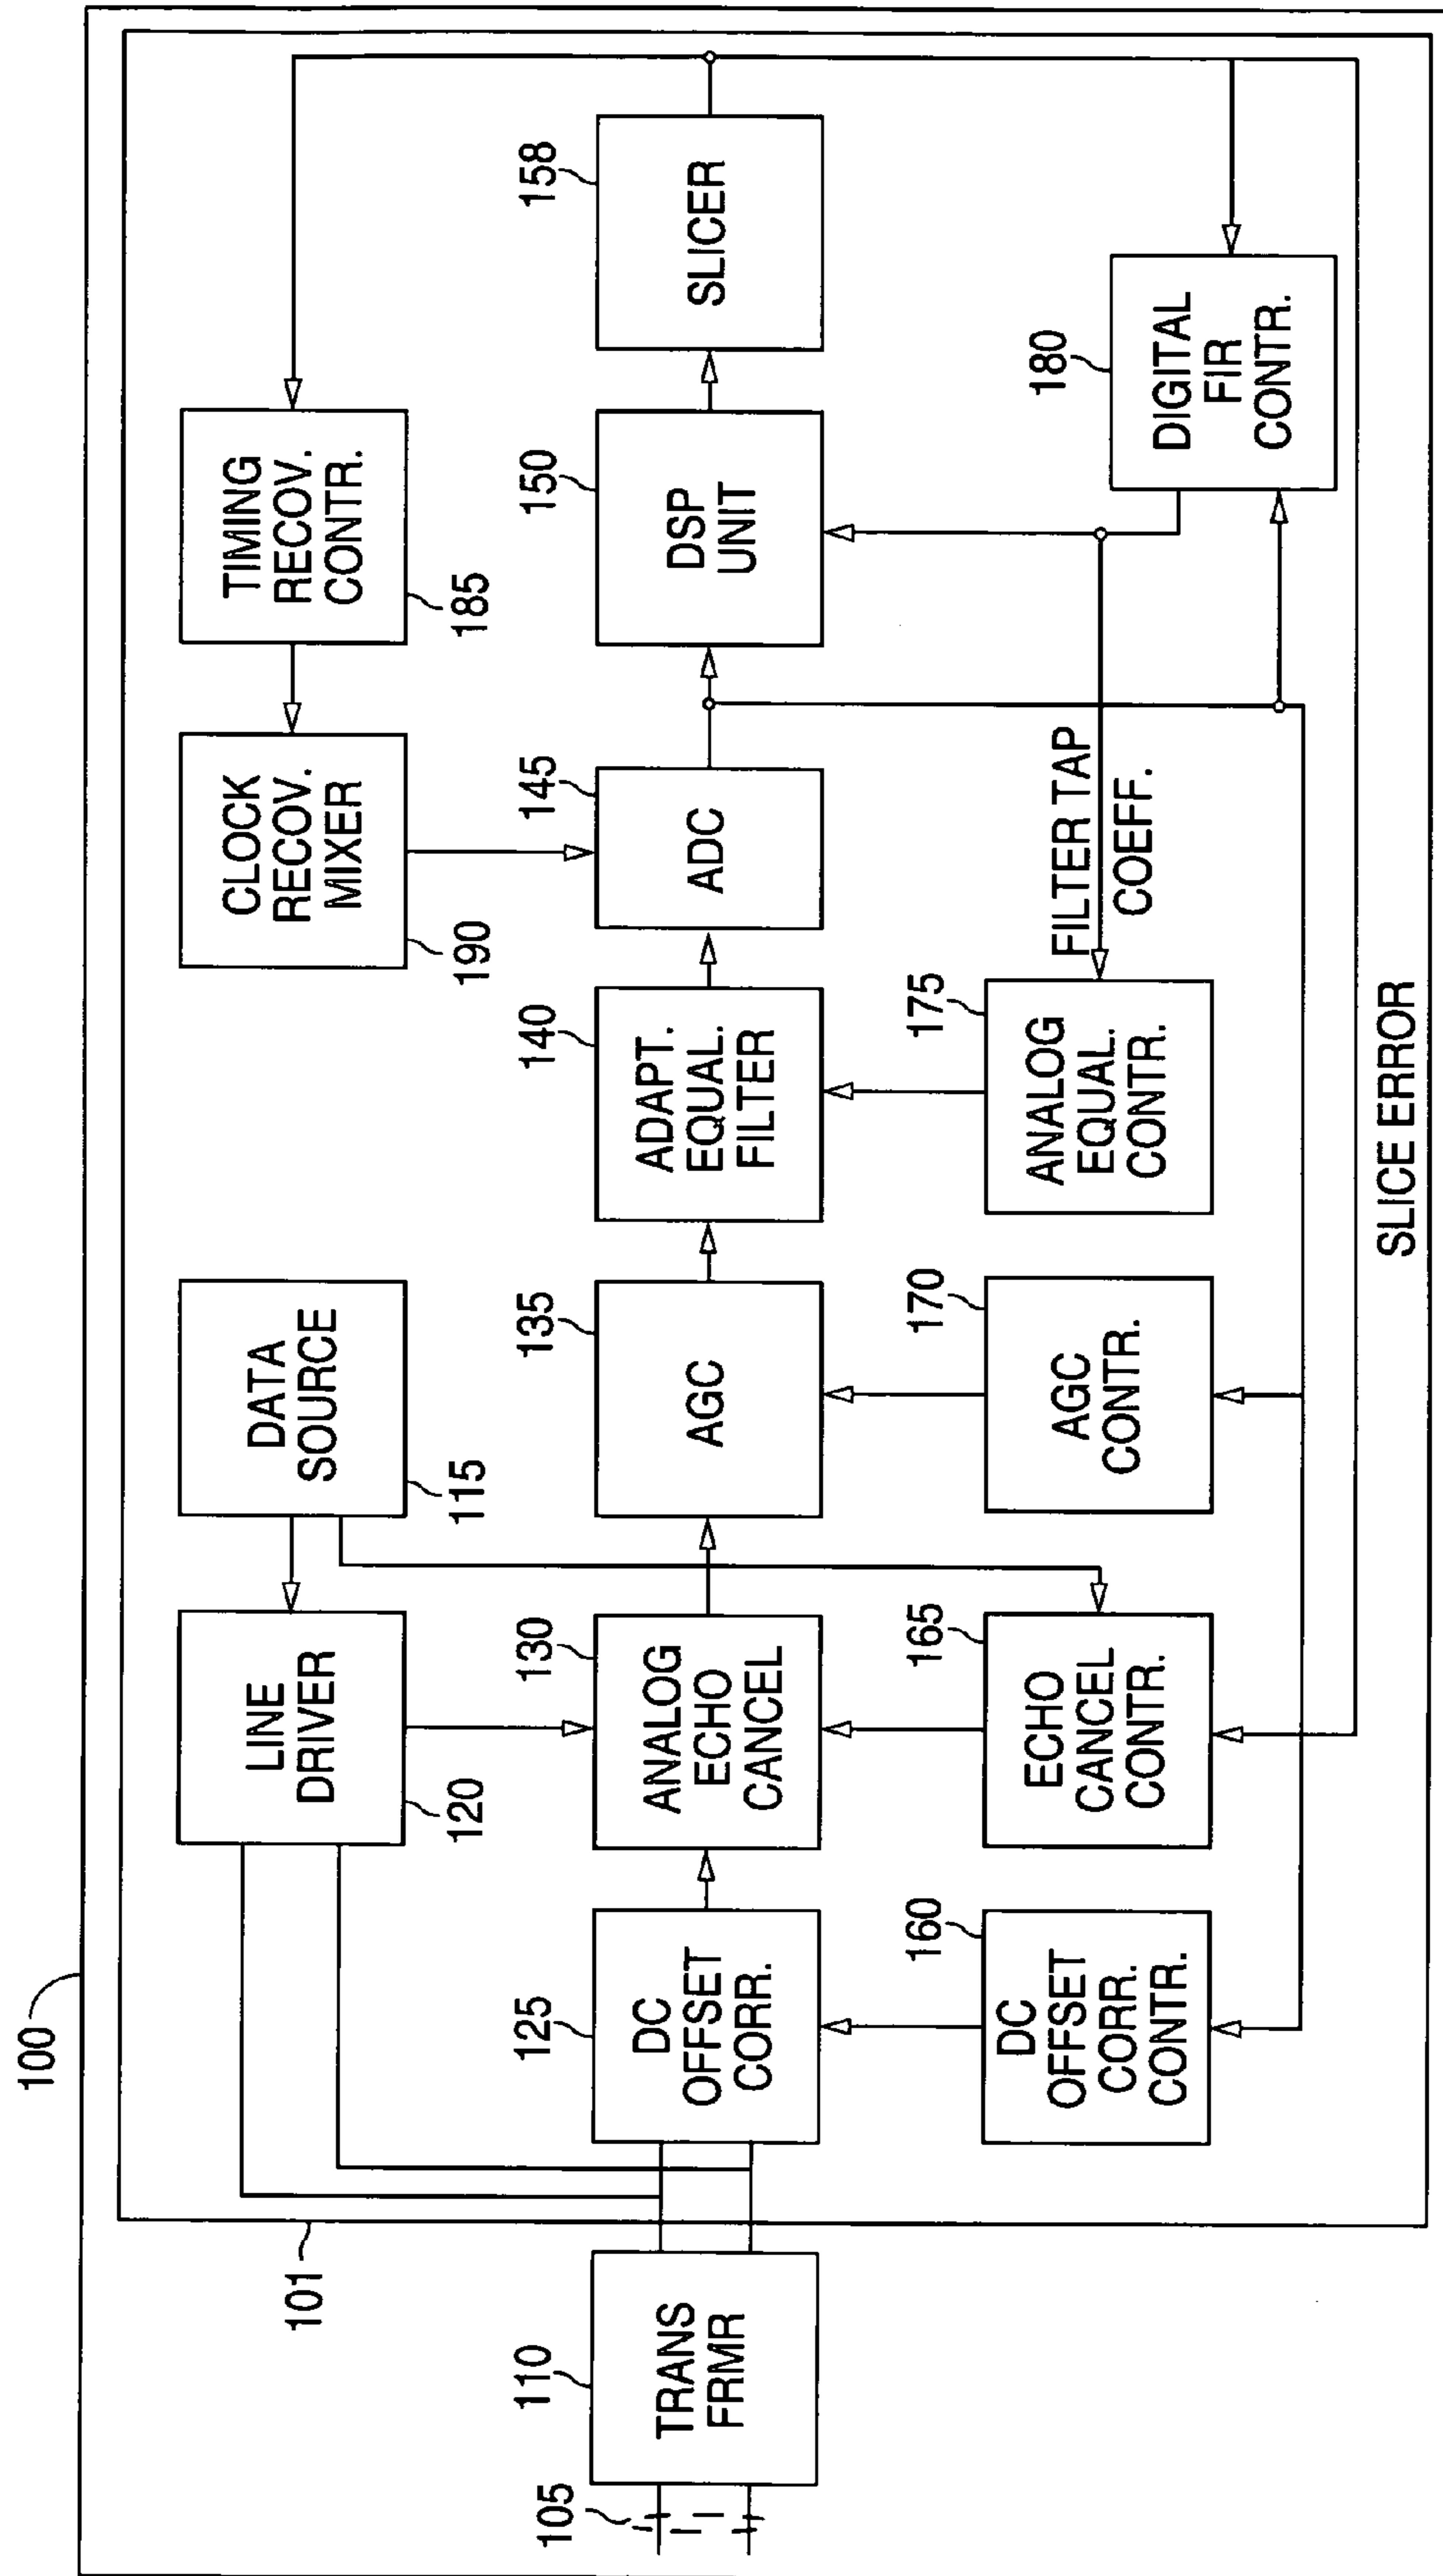 100
101
105
110
TRANS
FRMR
LINE
DRIVER
120
DATA
SOURCE
115
CLOCK
RECOV.
MIXER
190
TIMING
RECOV.
CONTR.
185
125
DC
OFFSET
CORR.
130
ANALOG
ECHO
CANCEL
135
AGC
140
ADAPT.
EQUAL.
FILTER
145
ADC
150
DSP
UNIT
158
SLICER
160
DC
OFFSET
CORR.
CONTR.
165
ECHO
CANCEL
CONTR.
170
AGC
CONTR.
175
ANALOG
EQUAL.
CONTR.
FILTER TAP
COEFF.
180
DIGITAL
FIR
CONTR.
SLICE ERROR